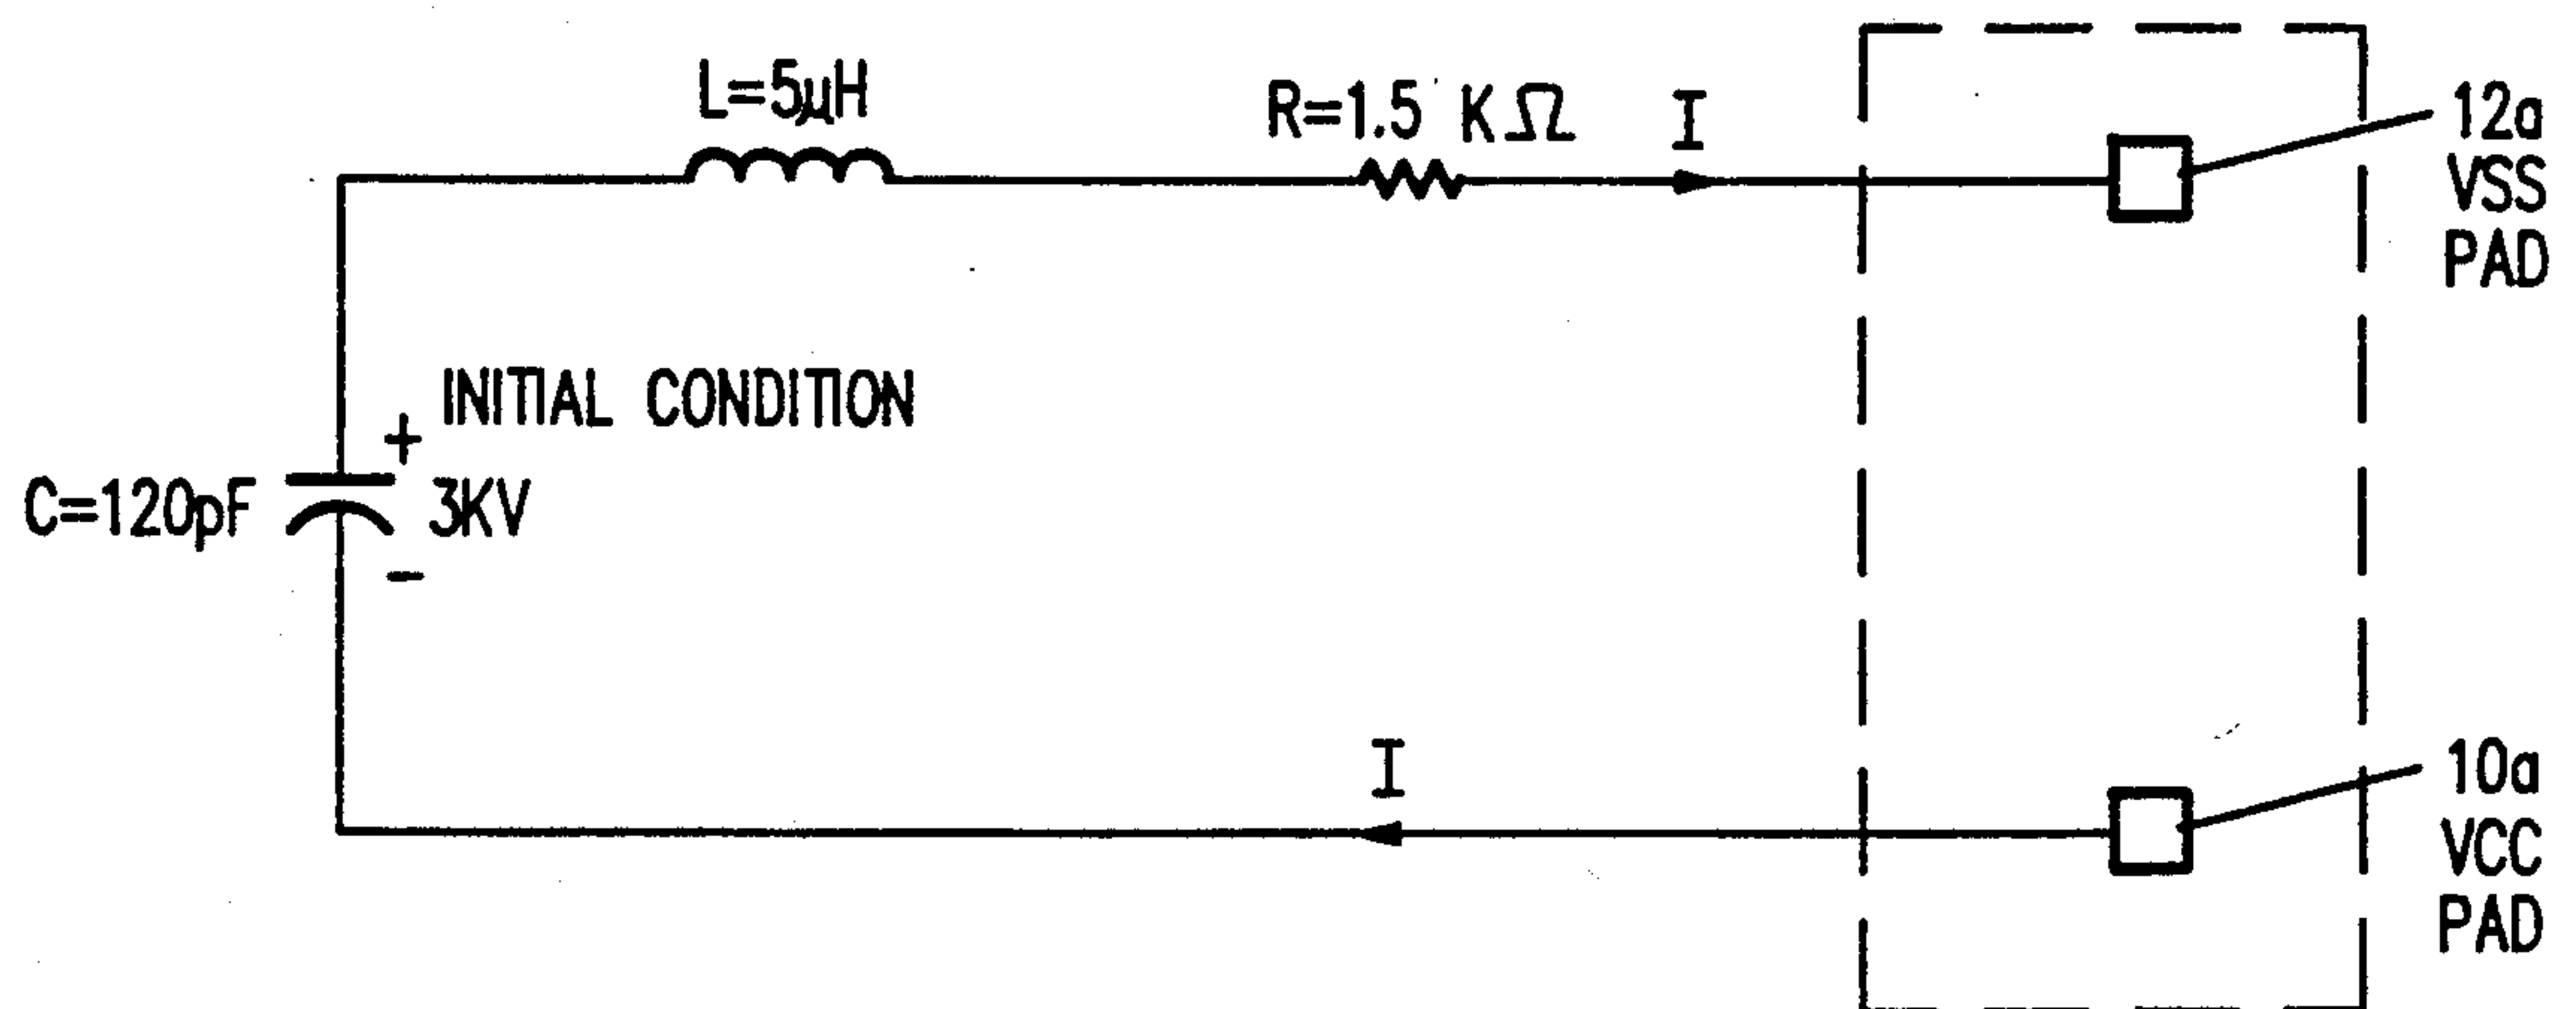 L=5µH
R=1.5 KΩ
I
12a
VSS
PAD
INITIAL CONDITION
+
C=120pF
3KV
-
I
10a
VCC
PAD